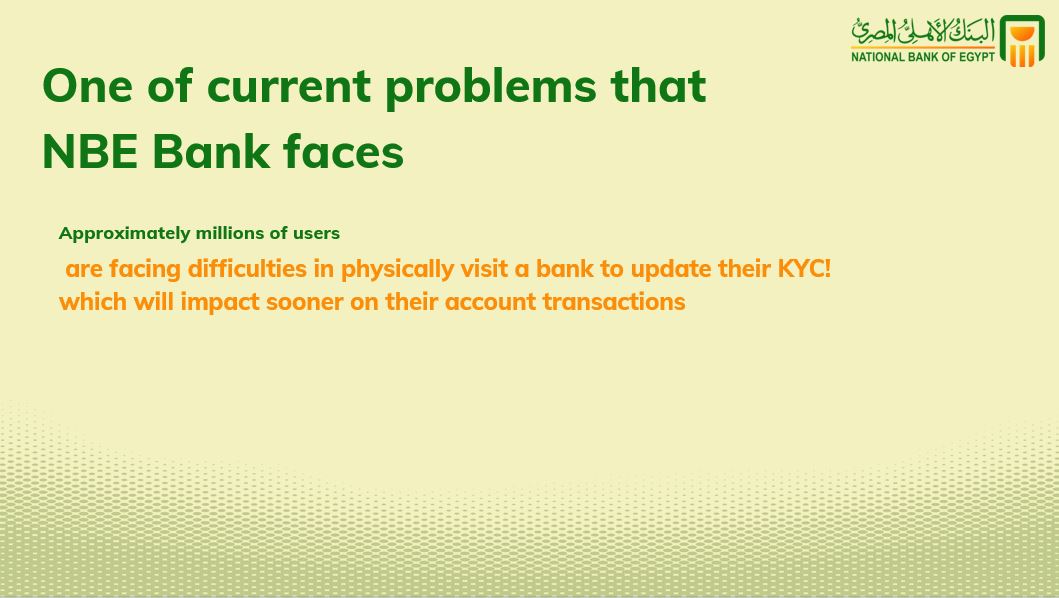 البنك الأهلي المصري
NATIONAL BANK OF EGYPT
One of current problems that
NBE Bank faces
Approximately millions of users
are facing difficulties in physically visit a bank to update their KYC!
which will impact sooner on their account transactions